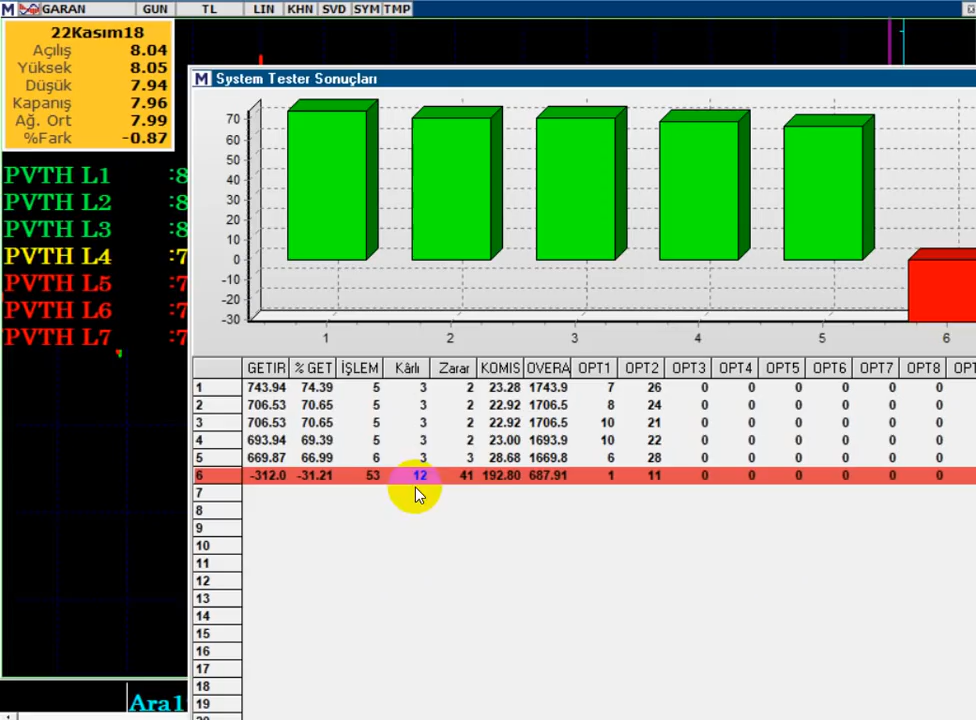 M GARAN GUN TL LIN KHN SVD SYM TMP
22Kasım18
Açılış 8.04
Yüksek 8.05
Düşük 7.94
Kapanış 7.96
Ağ. Ort 7.99
%Fark -0.87
PVTH L1 :8
PVTH L2 :8
PVTH L3 :8
PVTH L4 :7
PVTH L5 :7
PVTH L6 :7
PVTH L7 :7
M System Tester Sonuçları
70
60
50
40
30
20
10
0
-10
-20
-30
1 2 3 4 5 6
GETIR % GET İŞLEM Kârlı Zarar KOMIS OVERA OPT1 OPT2 OPT3 OPT4 OPT5 OPT6 OPT7 OPT8 OPT
1 743.94 74.39 5 3 2 23.28 1743.9 7 26 0 0 0 0 0 0
2 706.53 70.65 5 3 2 22.92 1706.5 8 24 0 0 0 0 0 0
3 706.53 70.65 5 3 2 22.92 1706.5 10 21 0 0 0 0 0 0
4 693.94 69.39 5 3 2 23.00 1693.9 10 22 0 0 0 0 0 0
5 669.87 66.99 6 3 3 28.68 1669.8 6 28 0 0 0 0 0 0
6 -312.0 -31.21 53 12 41 192.80 687.91 1 11 0 0 0 0 0 0
7
8
9
10
11
12
13
14
15
16
17
18
19
Ara1